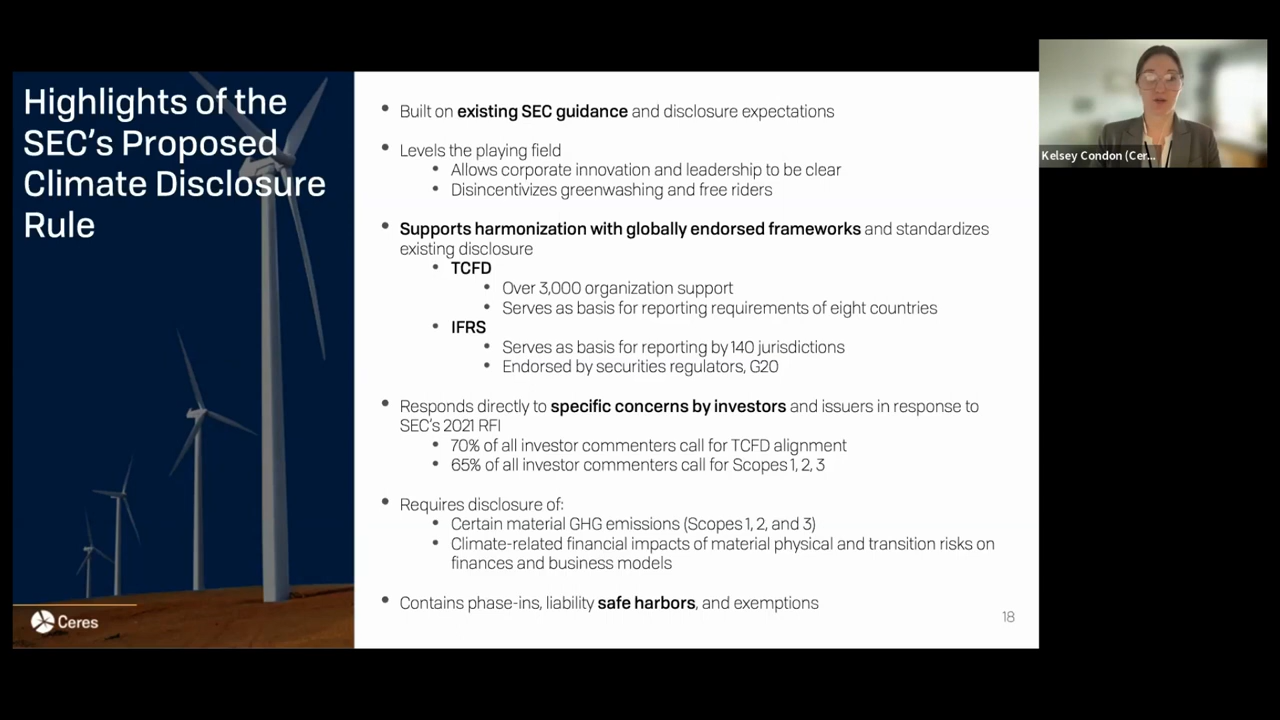 Highlights of the
SEC's Proposed
Climate Disclosure
Rule
Ceres
• Built on existing SEC guidance and disclosure expectations
• Levels the playing field
• Allows corporate innovation and leadership to be clear
• Disincentivizes greenwashing and free riders
• Supports harmonization with globally endorsed frameworks and standardizes
existing disclosure
• TCFD
• Over 3,000 organization support
• Serves as basis for reporting requirements of eight countries
• IFRS
• Serves as basis for reporting by 140 jurisdictions
• Endorsed by securities regulators, G20
• Responds directly to specific concerns by investors and issuers in response to
SEC's 2021 RFI
• 70% of all investor commenters call for TCFD alignment
• 65% of all investor commenters call for Scopes 1, 2, 3
• Requires disclosure of:
• Certain material GHG emissions (Scopes 1, 2, and 3)
• Climate-related financial impacts of material physical and transition risks on
finances and business models
• Contains phase-ins, liability safe harbors, and exemptions
18
Kelsey Condon (Cer...